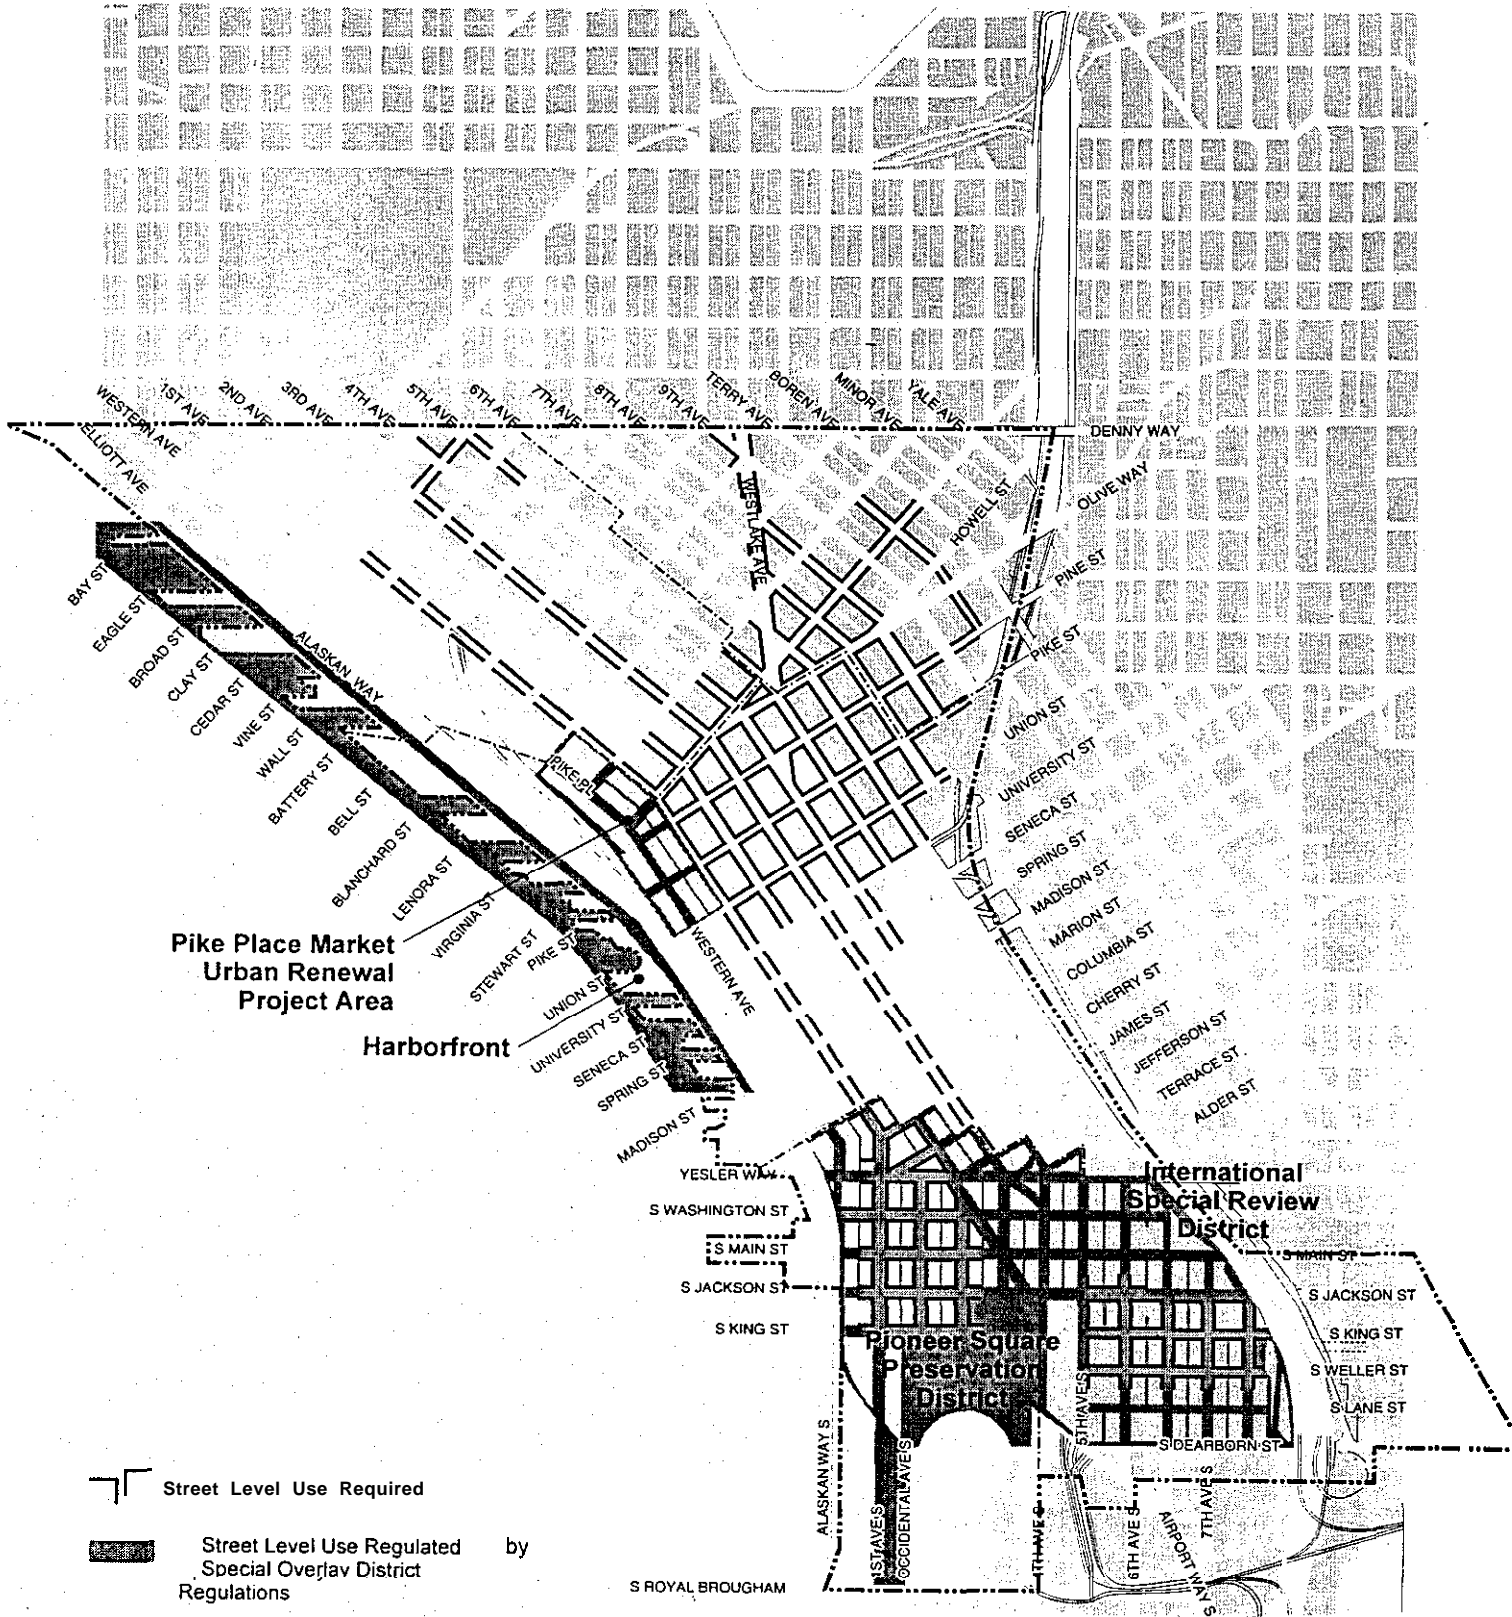 WESTERN AVE
1ST AVE
2ND AVE
3RD AVE
4TH AVE
5TH AVE
6TH AVE
7TH AVE
8TH AVE
9TH AVE
TERRY AVE
BOREN AVE
MINOR AVE
YALE AVE
DENNY WAY
ELLIOTT AVE
WESTLAKE AVE
HOWELL ST
OLIVE WAY
PINE ST
PIKE ST
UNION ST
UNIVERSITY ST
SENECA ST
SPRING ST
MADISON ST
MARION ST
COLUMBIA ST
CHERRY ST
JAMES ST
JEFFERSON ST
TERRACE ST
ALDER ST
ALASKAN WAY
BAY ST
EAGLE ST
BROAD ST
CLAY ST
CEDAR ST
VINE ST
WALL ST
BATTERY ST
BELL ST
BLANCHARD ST
LENORA ST
VIRGINIA ST
STEWART ST
PIKE ST
UNION ST
UNIVERSITY ST
SENECA ST
SPRING ST
MADISON ST
PIKE PL
WESTERN AVE
Pike Place Market
Urban Renewal
Project Area
Harborfront
YESLER WAY
S WASHINGTON ST
S MAIN ST
S JACKSON ST
S KING ST
International
Special Review
District
S MAIN ST
S JACKSON ST
S KING ST
S WELLER ST
S LANE ST
S DEARBORN ST
Pioneer Square
Preservation
District
ALASKAN WAY S
1ST AVE S
OCCIDENTAL AVE S
4TH AVE S
5TH AVE S
6TH AVE S
AIRPORT WAY S
7TH AVE S
S ROYAL BROUGHAM
Street Level Use Required
Street Level Use Regulated by
Special Overlav District
Regulations